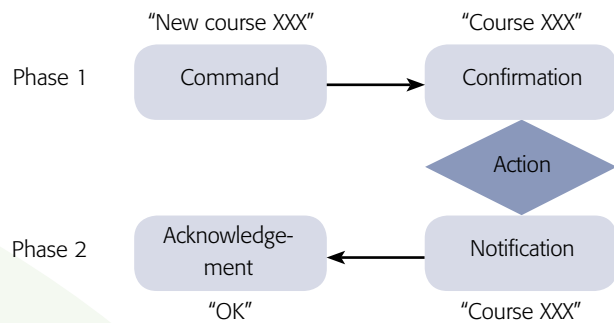 “New course XXX” “Course XXX”
Phase 1 Command Confirmation
Action
Phase 2 Acknowledge-
ment Notification
“OK” “Course XXX”